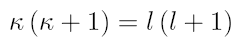 κ (κ + 1) = l (l + 1)